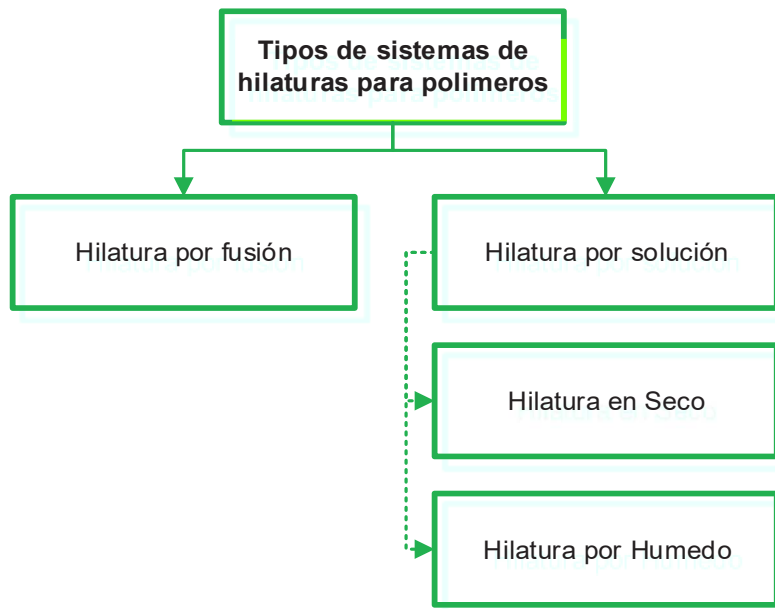 Tipos de sistemas de
hilaturas para polimeros
Hilatura por fusión
Hilatura por solución
Hilatura en Seco
Hilatura por Humedo